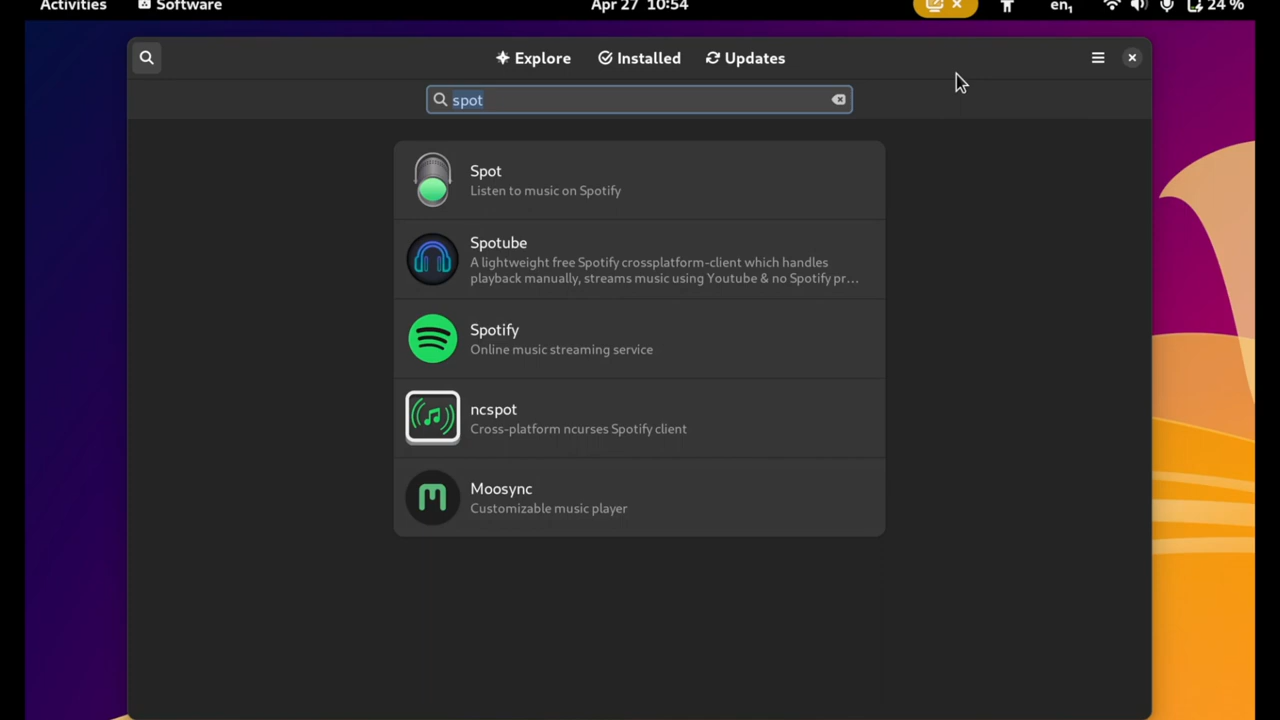 Activities Software Apr 27 10:54 en₁ 24 %
Explore Installed Updates
spot
Spot
Listen to music on Spotify
Spotube
A lightweight free Spotify crossplatform-client which handles
playback manually, streams music using Youtube & no Spotify pr…
Spotify
Online music streaming service
ncspot
Cross-platform ncurses Spotify client
Moosync
Customizable music player